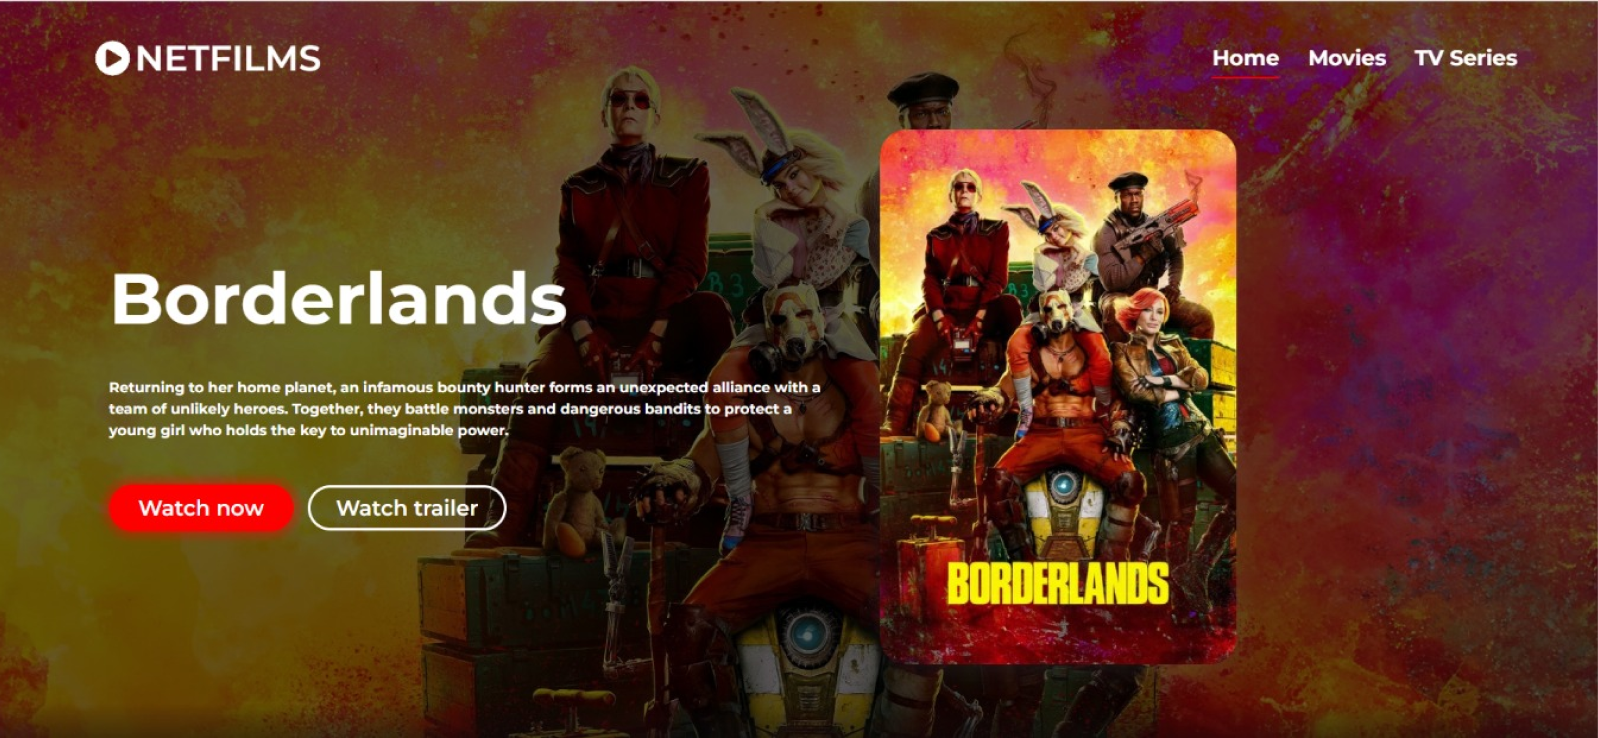 NETFILMS
Home Movies TV Series
Borderlands
Returning to her home planet, an infamous bounty hunter forms an unexpected alliance with a
team of unlikely heroes. Together, they battle monsters and dangerous bandits to protect a
young girl who holds the key to unimaginable power.
Watch now Watch trailer
B3
BORDERLANDS